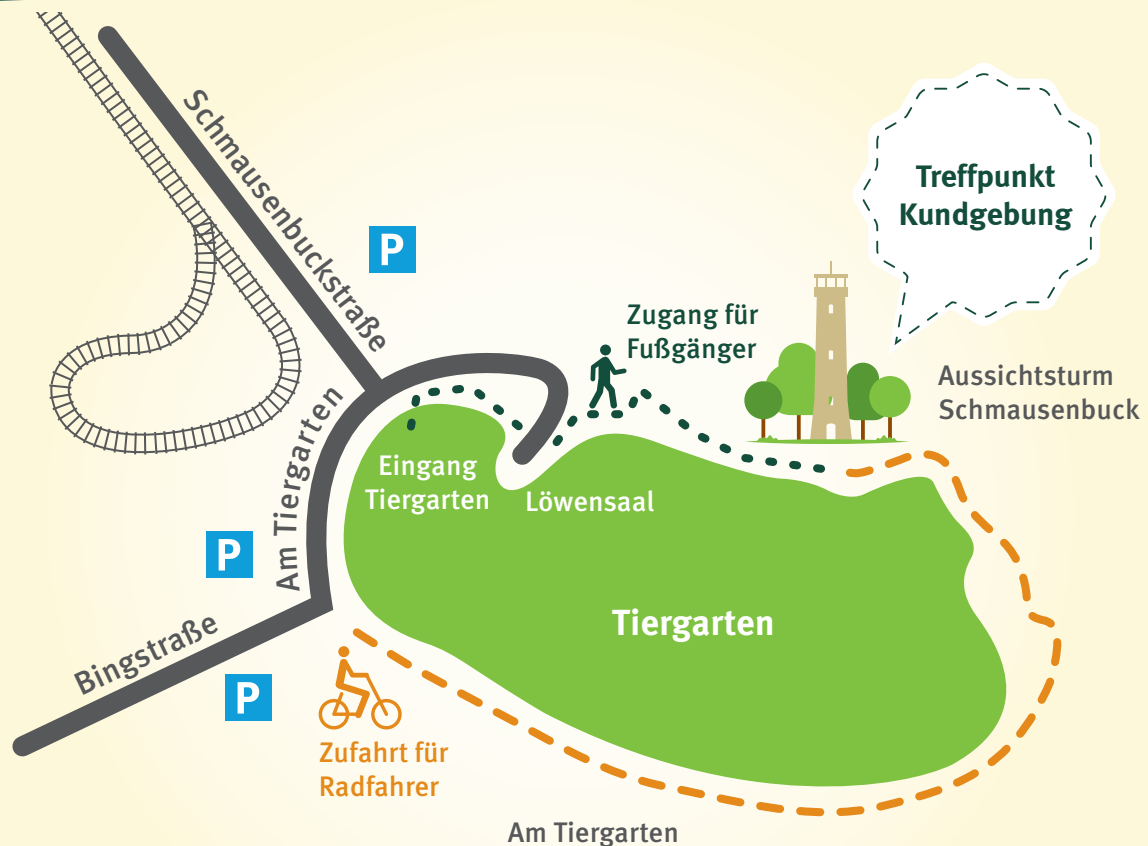 Schmausenbuckstraße
P
Treffpunkt
Kundgebung
Zugang für
Fußgänger
Aussichtsturm
Schmausenbuck
Am Tiergarten
Eingang
Tiergarten
Löwensaal
P
Tiergarten
Bingstraße
P
Zufahrt für
Radfahrer
Am Tiergarten